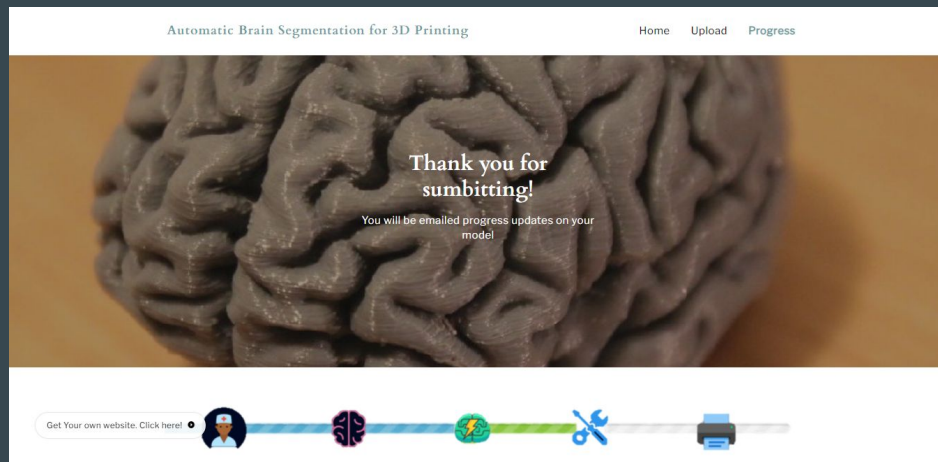 Automatic Brain Segmentation for 3D Printing
Home Upload Progress
Thank you for
sumbitting!
You will be emailed progress updates on your
model
Get Your own website. Click here!